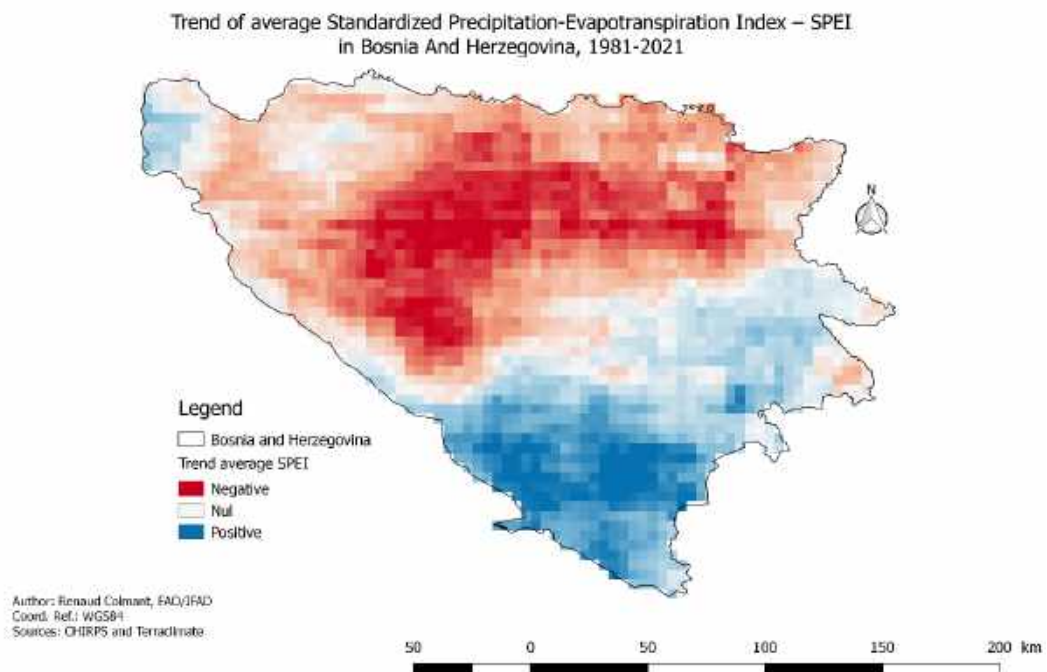 Trend of average Standardized Precipitation-Evapotranspiration Index – SPEI
in Bosnia And Herzegovina, 1981-2021
N
Legend
Bosnia and Herzegovina
Trend average SPEI
Negative
Nul
Positive
Author: Renaud Colmant, FAO/IFAD
Coord. Ref.: WGS84
Sources: CHIRPS and Terraclimate
50 0 50 100 150 200 km